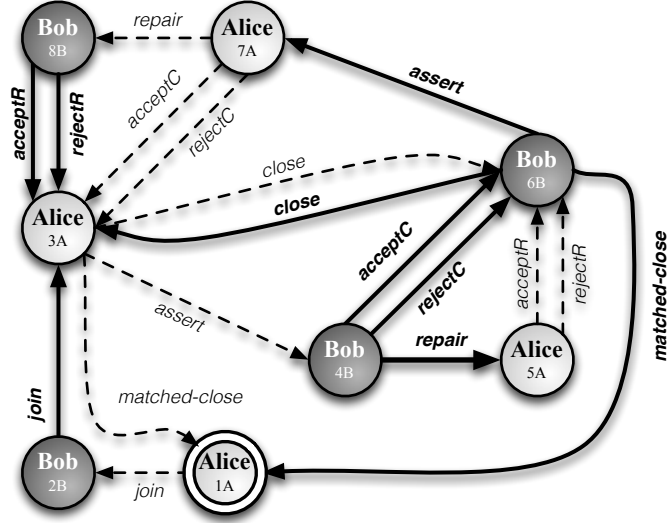 Bob
8B
repair
Alice
7A
assert
acceptR
rejectR
acceptC
rejectC
close
close
Bob
6B
Alice
3A
acceptC
rejectC
acceptR
rejectR
matched-close
assert
Bob
4B
repair
Alice
5A
join
matched-close
Bob
2B
join
Alice
1A